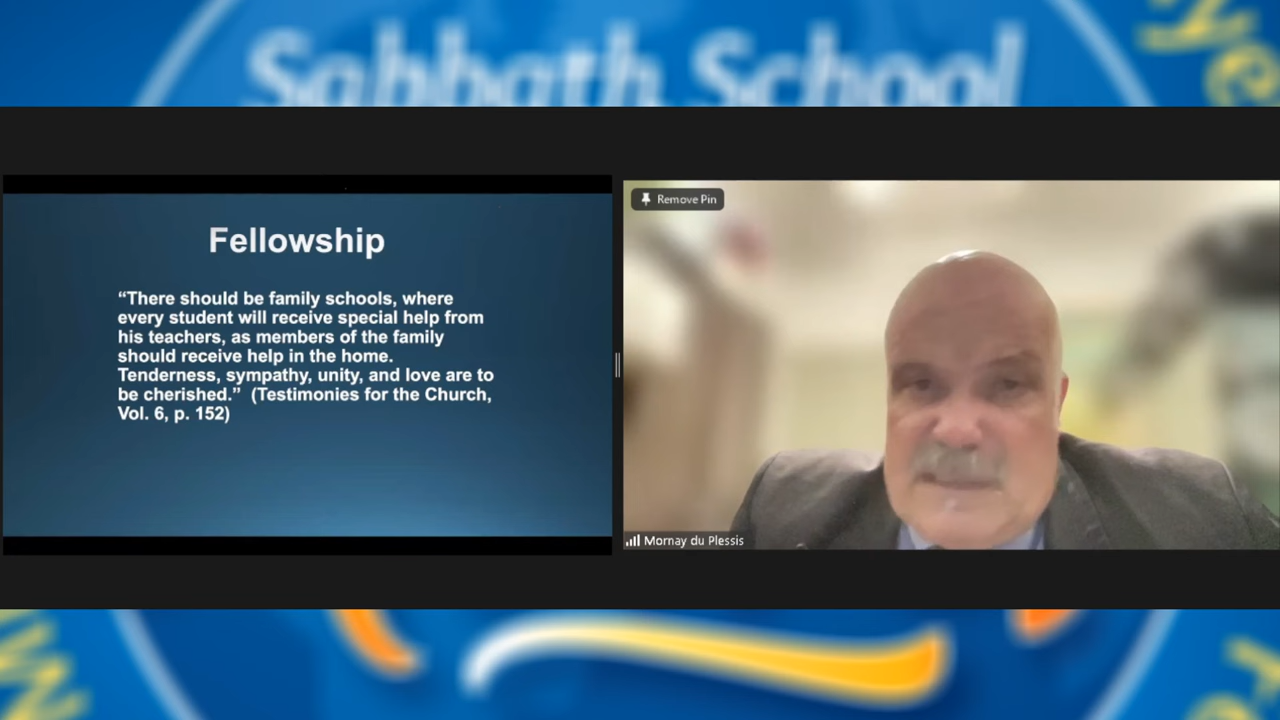 Sabbath School
Remove Pin
Fellowship
“There should be family schools, where
every student will receive special help from
his teachers, as members of the family
should receive help in the home.
Tenderness, sympathy, unity, and love are to
be cherished.” (Testimonies for the Church,
Vol. 6, p. 152)
Mornay du Plessis